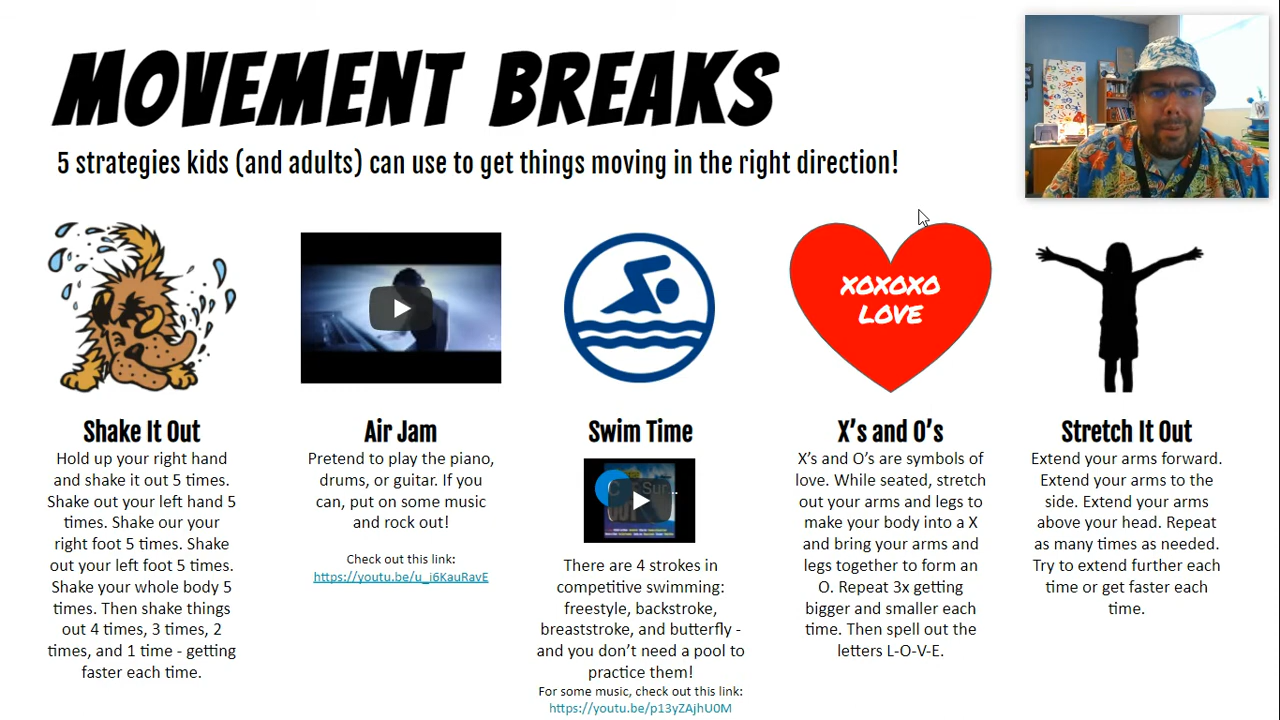 MOVEMENT BREAKS
5 strategies kids (and adults) can use to get things moving in the right direction!
XOXOXO
LOVE
Shake It Out
Hold up your right hand
and shake it out 5 times.
Shake out your left hand 5
times. Shake our your
right foot 5 times. Shake
out your left foot 5 times.
Shake your whole body 5
times. Then shake things
out 4 times, 3 times, 2
times, and 1 time - getting
faster each time.
Air Jam
Pretend to play the piano,
drums, or guitar. If you
can, put on some music
and rock out!
Check out this link:
https://youtu.be/u_i6KauRavE
Swim Time
There are 4 strokes in
competitive swimming:
freestyle, backstroke,
breaststroke, and butterfly -
and you don't need a pool to
practice them!
For some music, check out this link:
https://youtu.be/p13yZAjhU0M
X's and O's
X's and O's are symbols of
love. While seated, stretch
out your arms and legs to
make your body into a X
and bring your arms and
legs together to form an
O. Repeat 3x getting
bigger and smaller each
time. Then spell out the
letters L-O-V-E.
Stretch It Out
Extend your arms forward.
Extend your arms to the
side. Extend your arms
above your head. Repeat
as many times as needed.
Try to extend further each
time or get faster each
time.